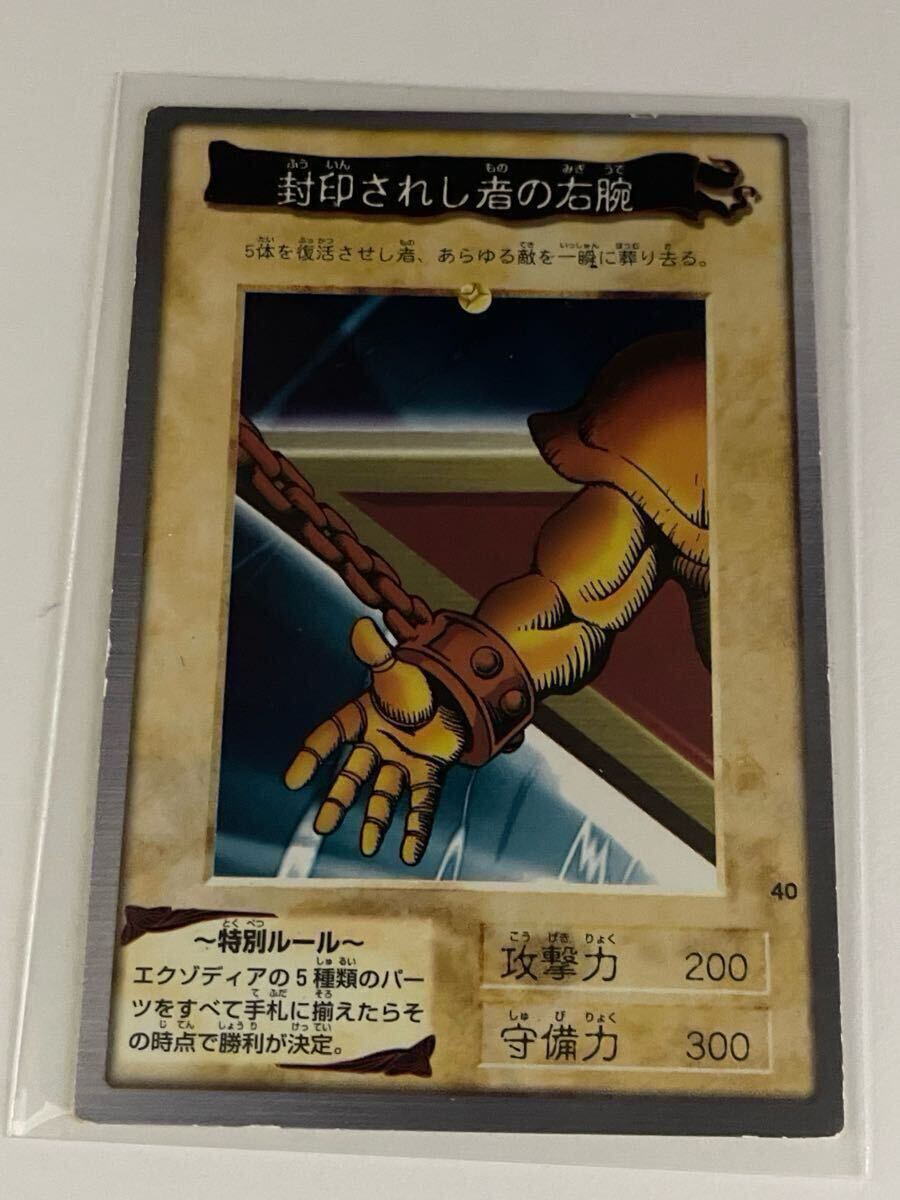 封印されし者の右腕
5体を復活させし者、あらゆる敵を一瞬に葬り去る。
40
～特別ルール～
エクゾディアの5種類のパー
ツをすべて手札に揃えたらそ
の時点で勝利が決定。
攻撃力 200
守備力 300